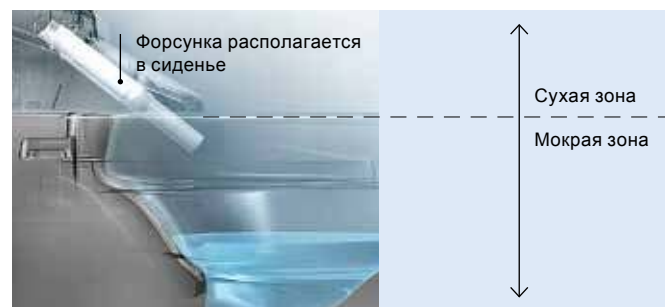 Форсунка располагается
в сиденье
Сухая зона
Мокрая зона